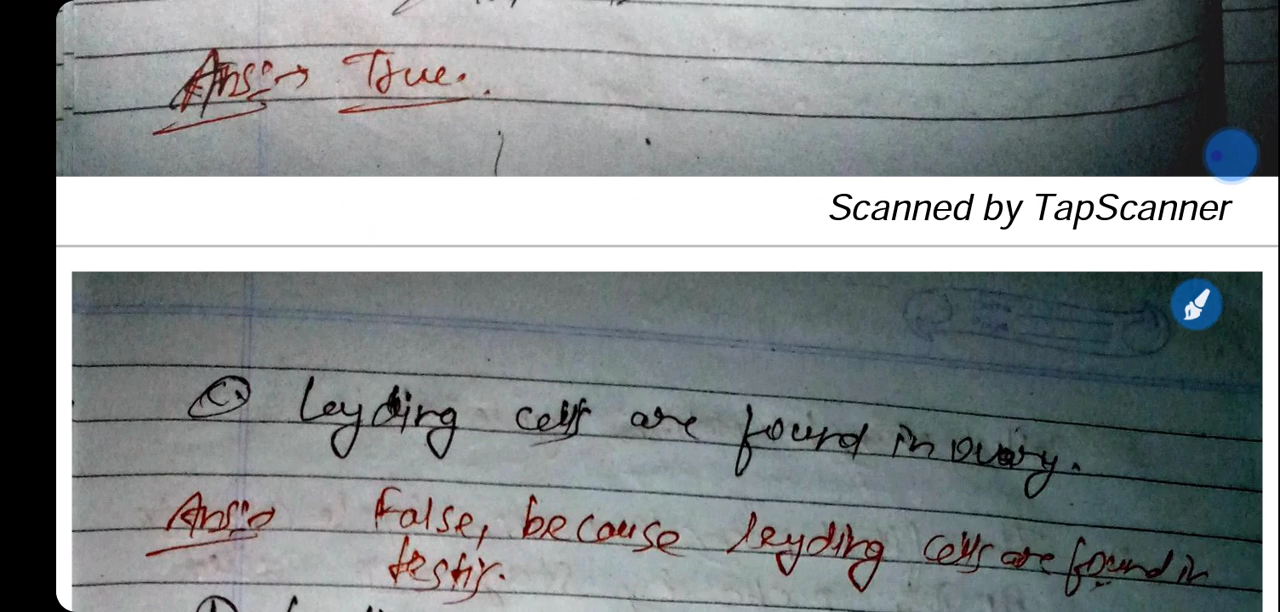 Ans:→ True.
Scanned by TapScanner
(C) Leyding cells are found in ovary.
Ans:→ False, because leyding cells are found in
testis.